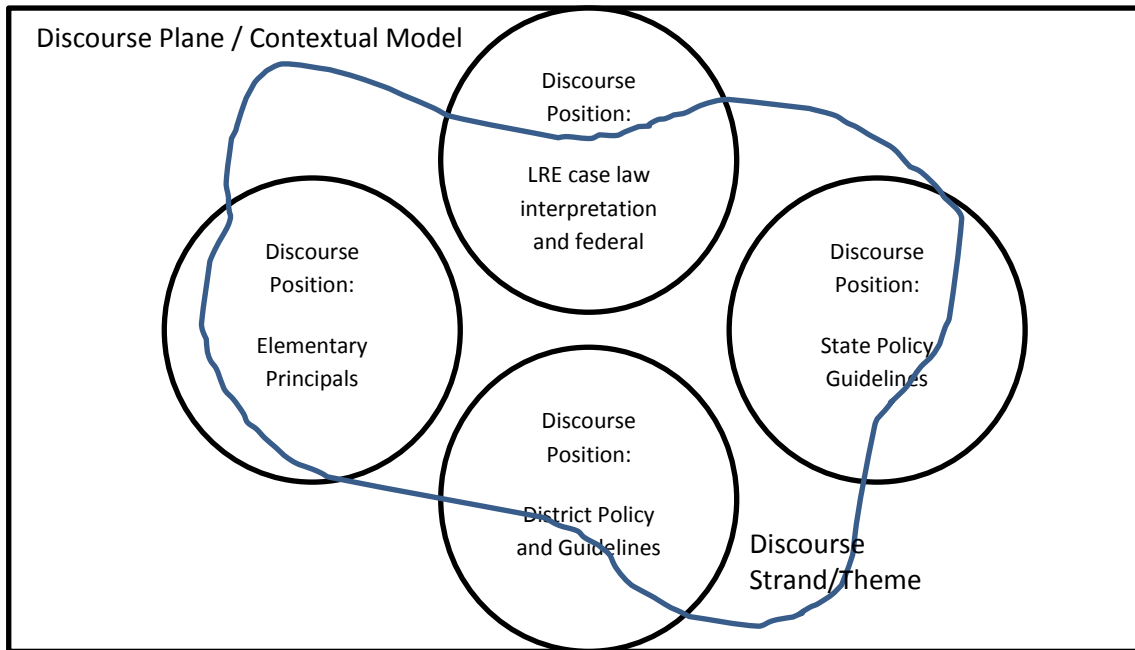 Discourse Plane / Contextual Model
Discourse
Position:
LRE case law
interpretation
and federal
Discourse
Position:
Elementary
Principals
Discourse
Position:
State Policy
Guidelines
Discourse
Position:
District Policy
and Guidelines
Discourse
Strand/Theme